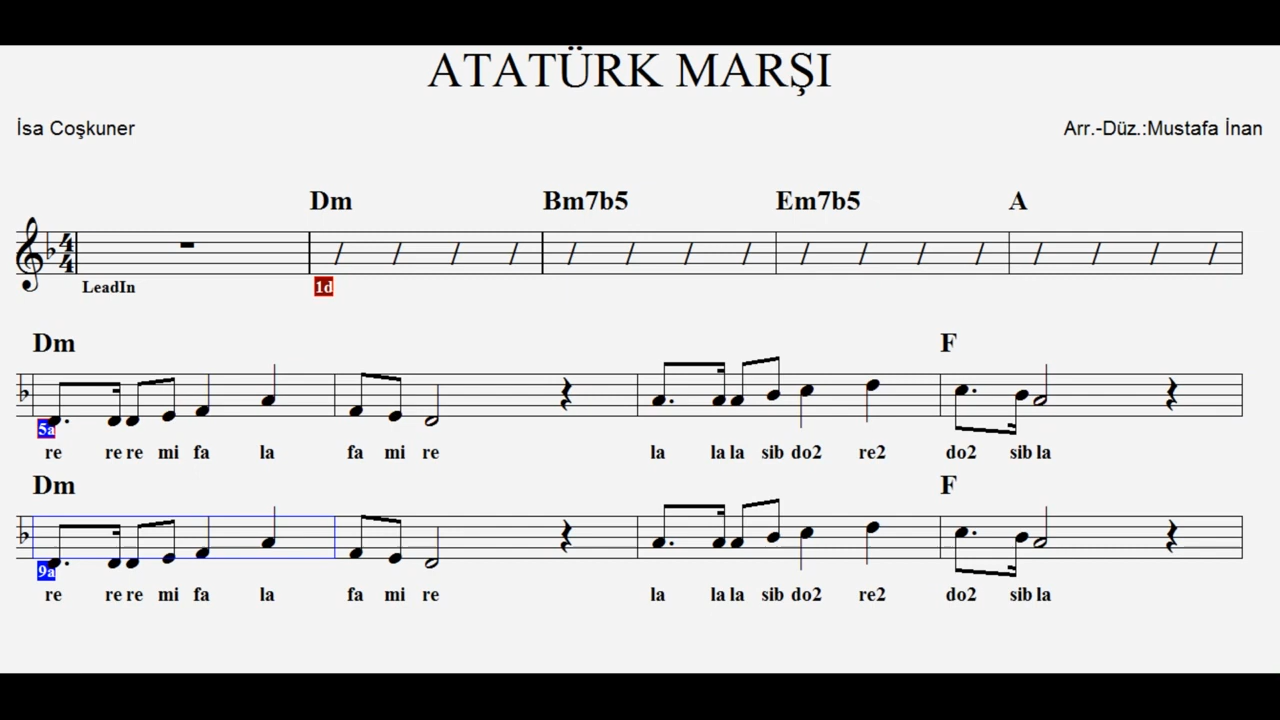 ATATÜRK MARŞI
İsa Coşkuner Arr.-Düz.:Mustafa İnan
Dm Bm7b5 Em7b5 A
4
4
LeadIn 1d
Dm F
5a
re re re mi fa la fa mi re la la la sib do2 re2 do2 sib la
Dm F
9a
re re re mi fa la fa mi re la la la sib do2 re2 do2 sib la